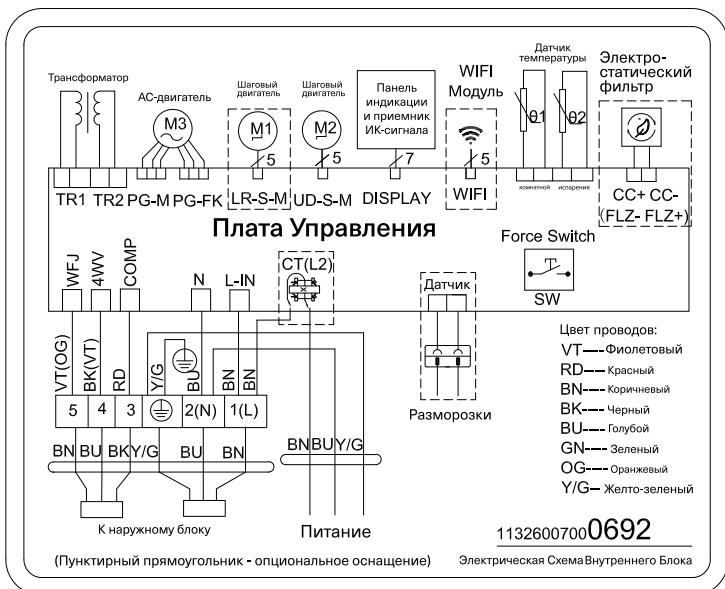 Трансформатор
АС-двигатель
M3
Шаговый
двигатель
M1
5
Шаговый
двигатель
M2
5
Панель
индикации
и приемник
ИК-сигнала
7
WIFI
Модуль
5
Датчик
температуры
θ1
θ2
Электро-
статический
фильтр
TR1 TR2 PG-M PG-FK LR-S-M UD-S-M DISPLAY WIFI
комнатной испарения
CC+ CC-
(FLZ- FLZ+)
Плата Управления
Force Switch
SW
WFJ 4WV COMP N L-IN
CT(L2)
Датчик
Разморозки
VT(OG) BK(VT) RD Y/G BU BN BN
5 4 3 2(N) 1(L)
BN BU BK Y/G BU BN
BN BU Y/G
К наружному блоку
Питание
Цвет проводов:
VT----Фиолетовый
RD---- Красный
BN---- Коричневый
BK---- Черный
BU---- Голубой
GN---- Зеленый
OG---- Оранжевый
Y/G— Желто-зеленый
11326007000692
(Пунктирный прямоугольник - опциональное оснащение)
Электрическая Схема Внутреннего Блока